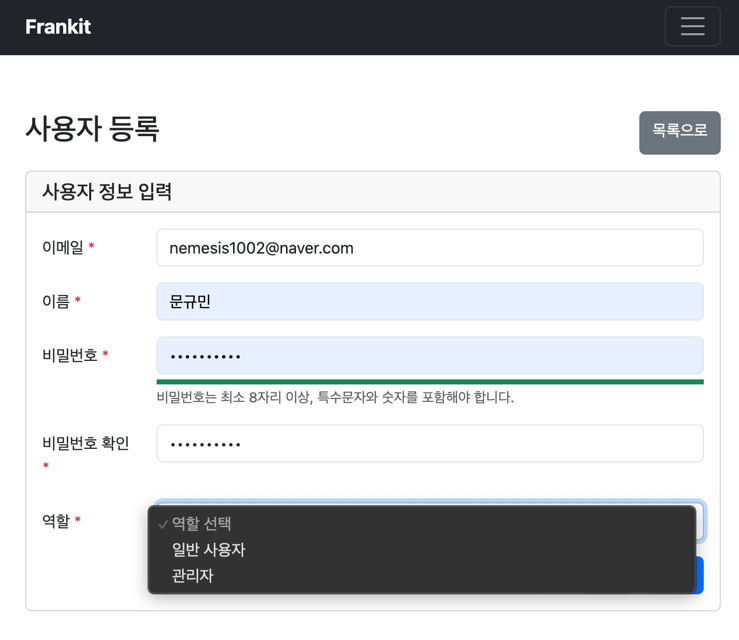 Frankit
사용자 등록
목록으로
사용자 정보 입력
이메일 *
nemesis1002@naver.com
이름 *
문규민
비밀번호 *
••••••••••
비밀번호는 최소 8자리 이상, 특수문자와 숫자를 포함해야 합니다.
비밀번호 확인
*
••••••••••
역할 *
✓ 역할 선택
일반 사용자
관리자